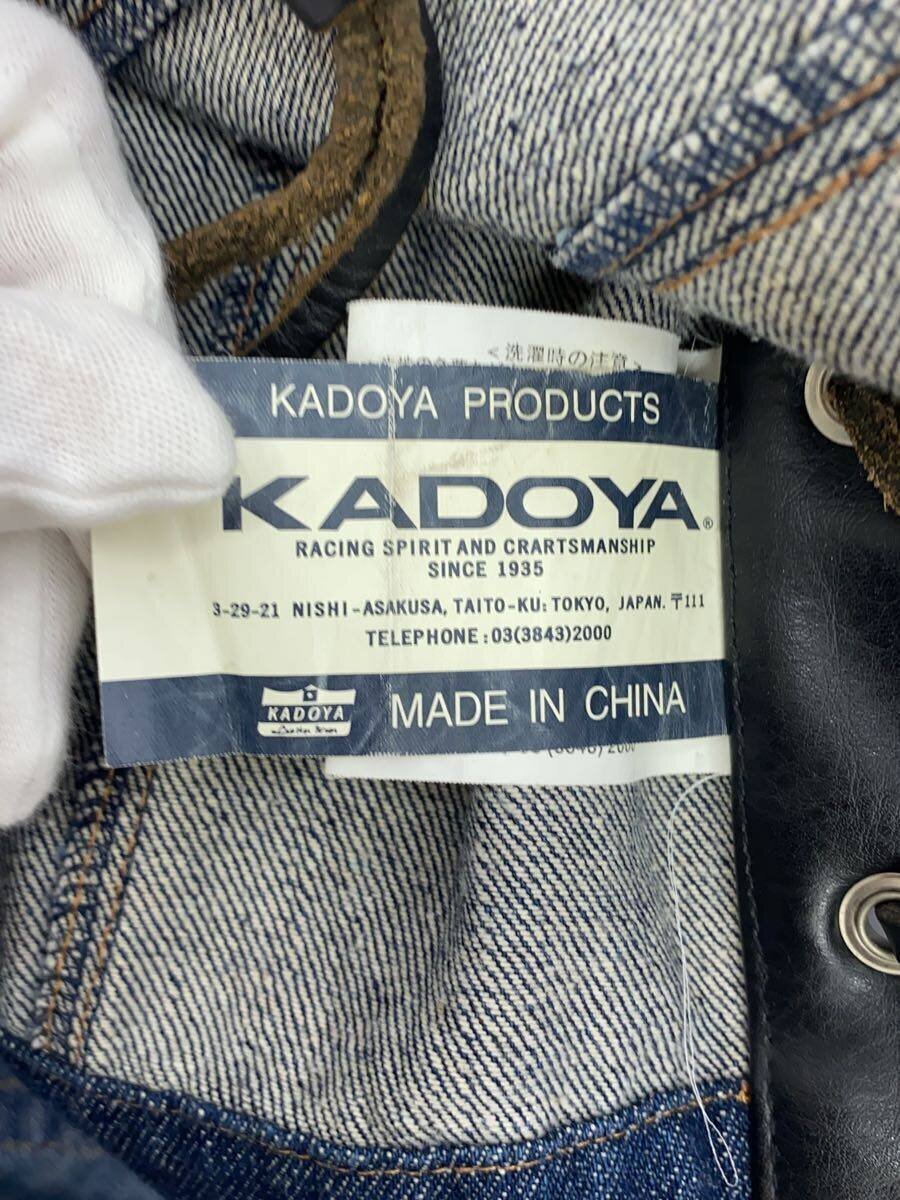 <洗濯時の注意>
KADOYA PRODUCTS
KADOYA®
RACING SPIRIT AND CRARTSMANSHIP
SINCE 1935
3-29-21 NISHI-ASAKUSA, TAITO-KU: TOKYO, JAPAN. 〒111
TELEPHONE: 03(3843)2000
KADOYA
MADE IN CHINA